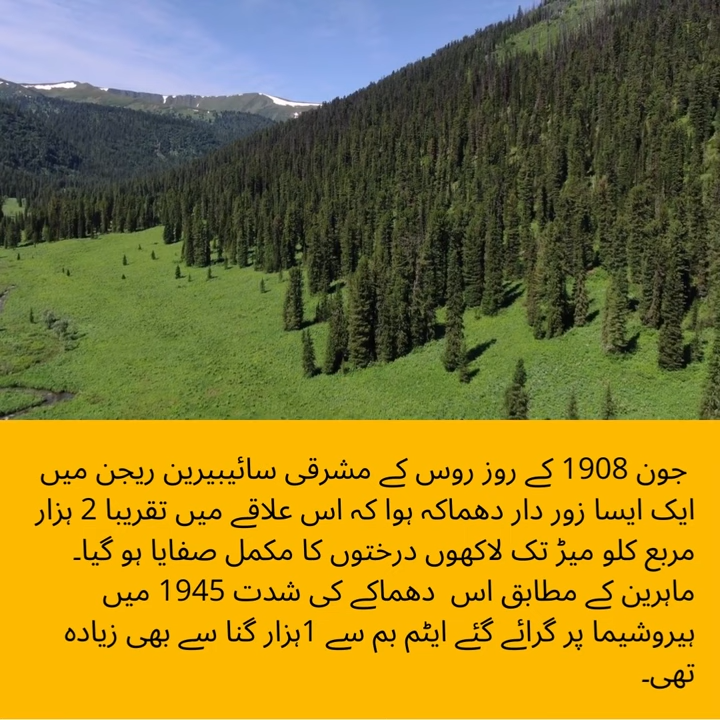 جون 1908 کے روز روس کے مشرقی سائیبیرین ریجن میں
ایک ایسا زور دار دھماکہ ہوا کہ اس علاقے میں تقریبا 2 ہزار
مربع کلو میڑ تک لاکھوں درختوں کا مکمل صفایا ہو گیا۔
ماہرین کے مطابق اس دھماکے کی شدت 1945 میں
ہیروشیما پر گرائے گئے ایٹم بم سے 1ہزار گنا سے بھی زیادہ
تھی۔